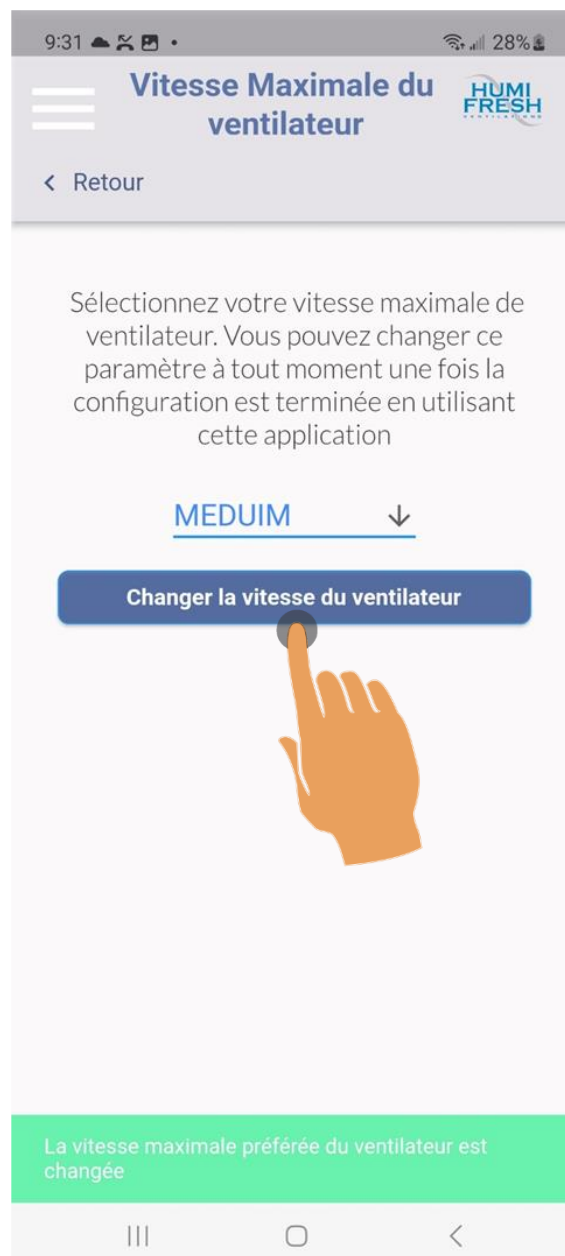 9:31
28%
Vitesse Maximale du
ventilateur
HUMI
FRESH
Retour
Sélectionnez votre vitesse maximale de
ventilateur. Vous pouvez changer ce
paramètre à tout moment une fois la
configuration est terminée en utilisant
cette application
MEDUIM
Changer la vitesse du ventilateur
La vitesse maximale préférée du ventilateur est
changée